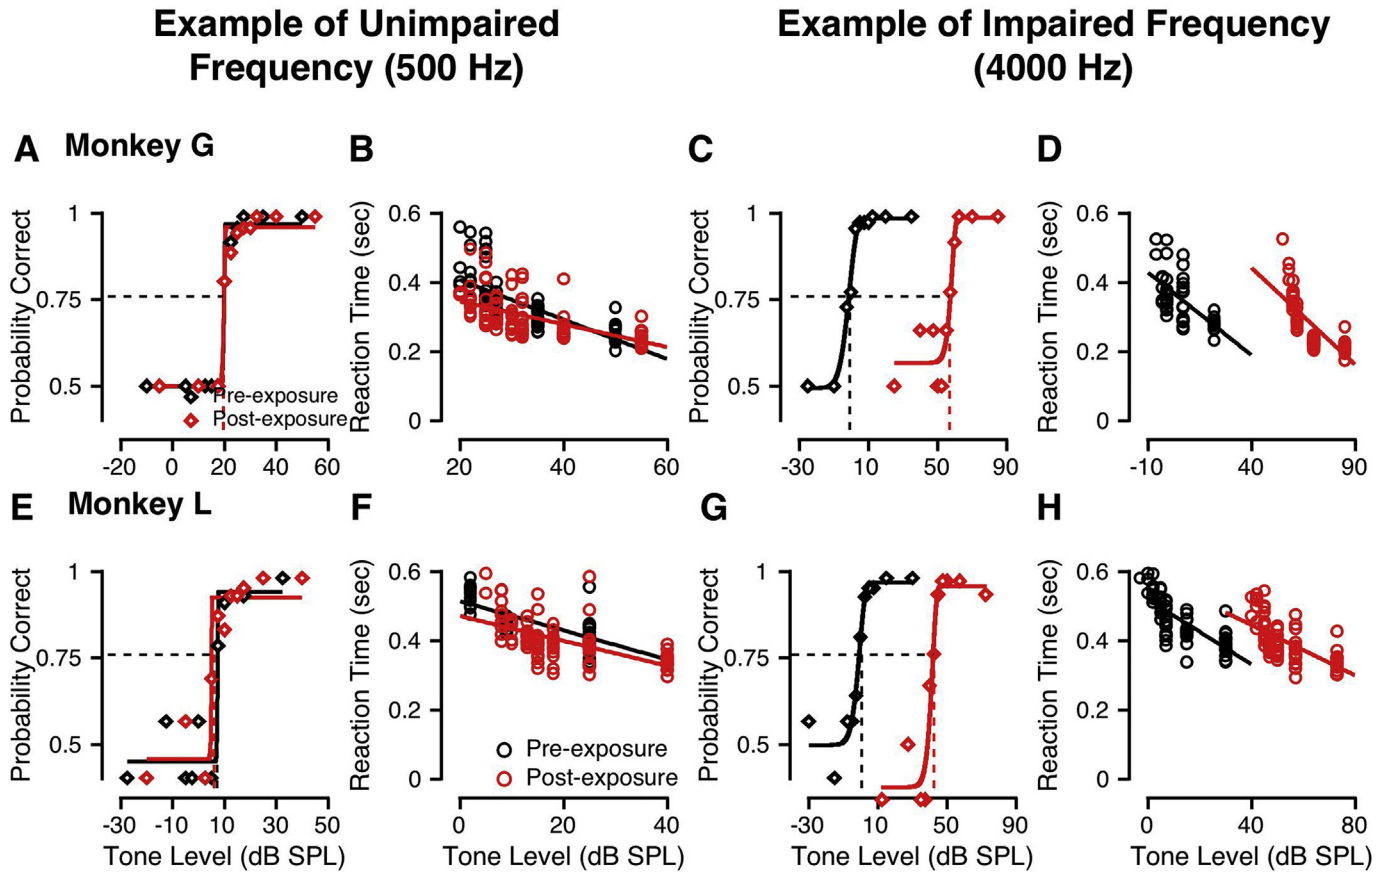 Example of Unimpaired
Frequency (500 Hz)
Example of Impaired Frequency
(4000 Hz)
A Monkey G
B
C
D
Probability Correct
1
0.75
0.5
-20 0 20 40 60
Pre-exposure
Post-exposure
Reaction Time (sec)
0.6
0.4
0.2
0
20 40 60
Probability Correct
1
0.75
0.5
-30 10 50 90
Reaction Time (sec)
0.6
0.4
0.2
0
-10 40 90
E Monkey L
F
G
H
Probability Correct
1
0.75
0.5
-30 -10 10 30 50
Tone Level (dB SPL)
Reaction Time (sec)
0.6
0.4
0.2
0
Pre-exposure
Post-exposure
0 20 40
Tone Level (dB SPL)
Probability Correct
1
0.75
0.5
-30 10 50 90
Tone Level (dB SPL)
Reaction Time (sec)
0.6
0.4
0.2
0
0 40 80
Tone Level (dB SPL)